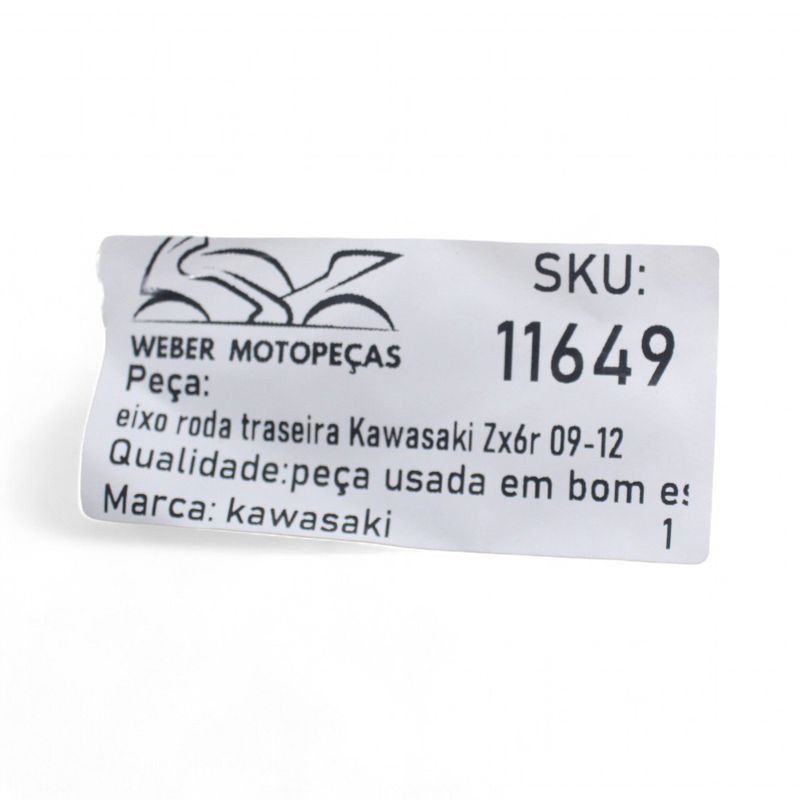 SKU:
11649
WEBER MOTOPEÇAS
Peça:
eixo roda traseira Kawasaki Zx6r 09-12
Qualidade:peça usada em bom
Marca: kawasaki
1